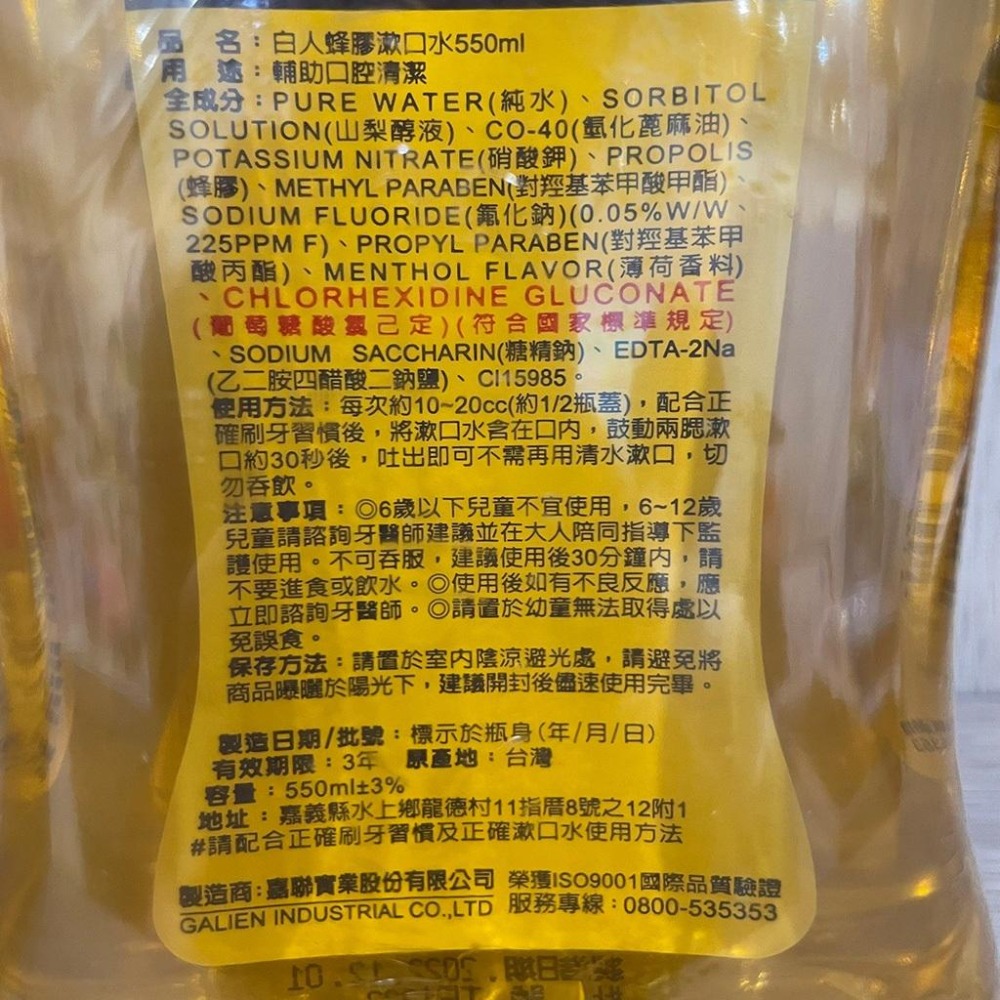 品 名：白人蜂膠漱口水550ml
用 途：輔助口腔清潔
全成分：PURE WATER(純水)、SORBITOL
SOLUTION(山梨醇液)、CO-40(氫化蓖麻油)、
POTASSIUM NITRATE(硝酸鉀)、PROPOLIS
(蜂膠)、METHYL PARABEN(對羥基苯甲酸甲酯)、
SODIUM FLUORIDE(氟化鈉)(0.05%W/W、
225PPM F)、PROPYL PARABEN(對羥基苯甲
酸丙酯)、MENTHOL FLAVOR(薄荷香料)
、CHLORHEXIDINE GLUCONATE
(葡萄糖酸氯己定)(符合國家標準規定)
、SODIUM SACCHARIN(糖精鈉)、EDTA-2Na
(乙二胺四醋酸二鈉鹽)、CI15985。
使用方法：每次約10~20cc(約1/2瓶蓋)，配合正
確刷牙習慣後，將漱口水含在口內，鼓動兩腮漱
口約30秒後，吐出即可不需再用清水漱口，切
勿吞飲。
注意事項：◎6歲以下兒童不宜使用，6~12歲
兒童請諮詢牙醫師建議並在大人陪同指導下監
護使用。不可吞服，建議使用後30分鐘內，請
不要進食或飲水。◎使用後如有不良反應，應
立即諮詢牙醫師。◎請置於幼童無法取得處以
免誤食。
保存方法：請置於室內陰涼避光處，請避免將
商品曝曬於陽光下，建議開封後儘速使用完畢。
製造日期/批號：標示於瓶身(年/月/日)
有效期限：3年 原產地：台灣
容量：550ml±3%
地址：嘉義縣水上鄉龍德村11指厝8號之12附1
#請配合正確刷牙習慣及正確漱口水使用方法
製造商：嘉聯實業股份有限公司 榮獲ISO9001國際品質驗證
GALIEN INDUSTRIAL CO.,LTD 服務專線：0800-535353
製造日期.2022.12.01